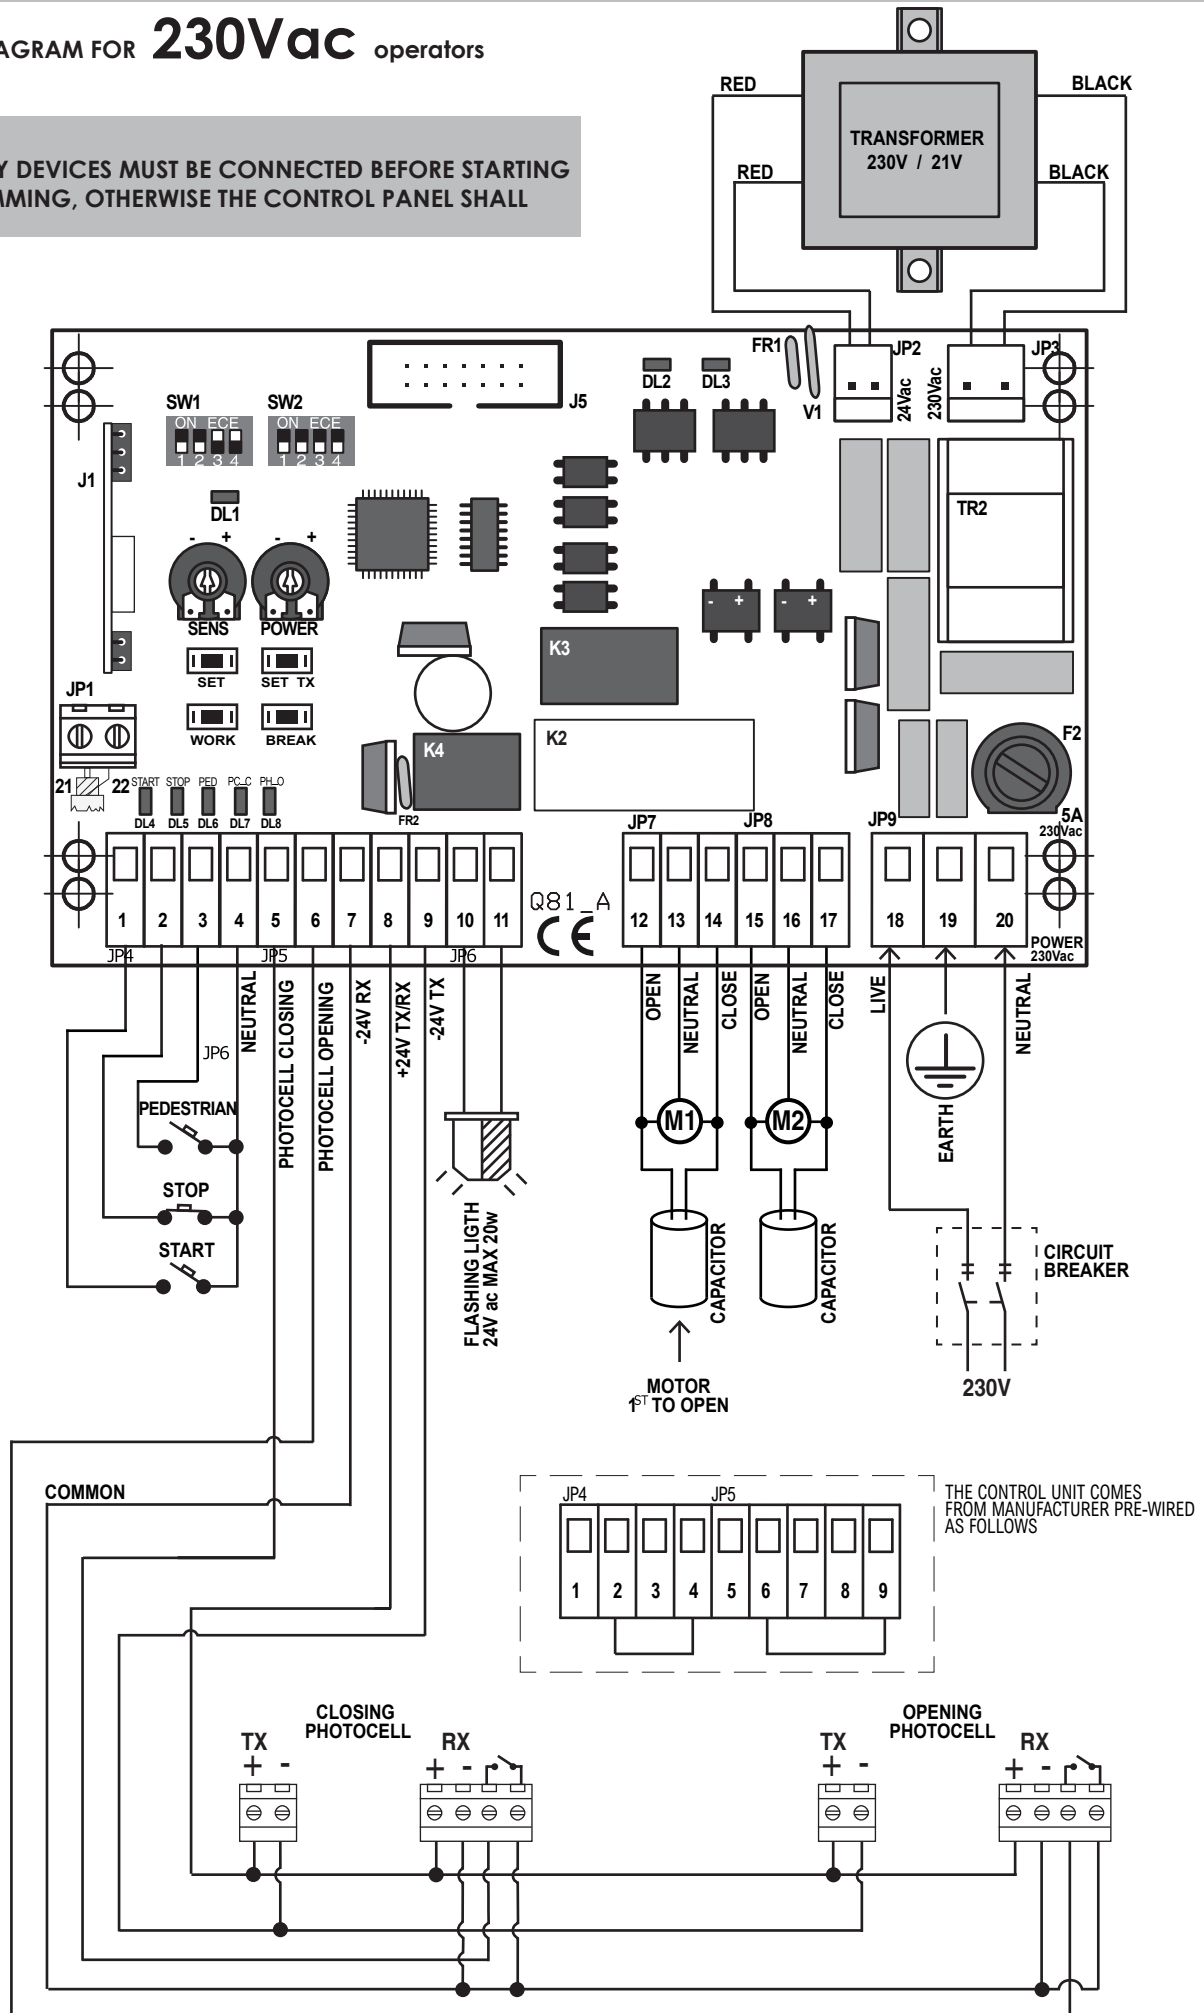 AGRAM FOR 230Vac operators
Y DEVICES MUST BE CONNECTED BEFORE STARTING
MMING, OTHERWISE THE CONTROL PANEL SHALL
RED
BLACK
TRANSFORMER
230V / 21V
RED
BLACK
FR1
JP2
JP3
DL2
DL3
V1
24Vac
230Vac
J5
SW1
SW2
ON ECE
ON ECE
1 2 3 4
1 2 3 4
J1
DL1
- +
- +
SENS
POWER
TR2
- +
- +
SET
SET TX
K3
JP1
WORK
BREAK
K4
K2
F2
21
22
START STOP PED PC_C PH_O
DL4 DL5 DL6 DL7 DL8
FR2
JP7
JP8
JP9
5A
230Vac
1 2 3 4 5 6 7 8 9 10 11
Q81_A
CE
12 13 14 15 16 17
18 19 20
POWER
230Vac
JP4
JP5
JP6
NEUTRAL
PHOTOCELL CLOSING
PHOTOCELL OPENING
-24V RX
+24V TX/RX
-24V TX
OPEN
NEUTRAL
CLOSE
OPEN
NEUTRAL
CLOSE
LIVE
NEUTRAL
JP6
PEDESTRIAN
M1
M2
EARTH
STOP
START
FLASHING LIGTH
24V ac MAX 20w
CAPACITOR
CAPACITOR
CIRCUIT
BREAKER
MOTOR
1ST TO OPEN
230V
COMMON
JP4
JP5
1 2 3 4 5 6 7 8 9
THE CONTROL UNIT COMES
FROM MANUFACTURER PRE-WIRED
AS FOLLOWS
CLOSING
PHOTOCELL
OPENING
PHOTOCELL
TX
RX
TX
RX
+ -
+ -
+ -
+ -